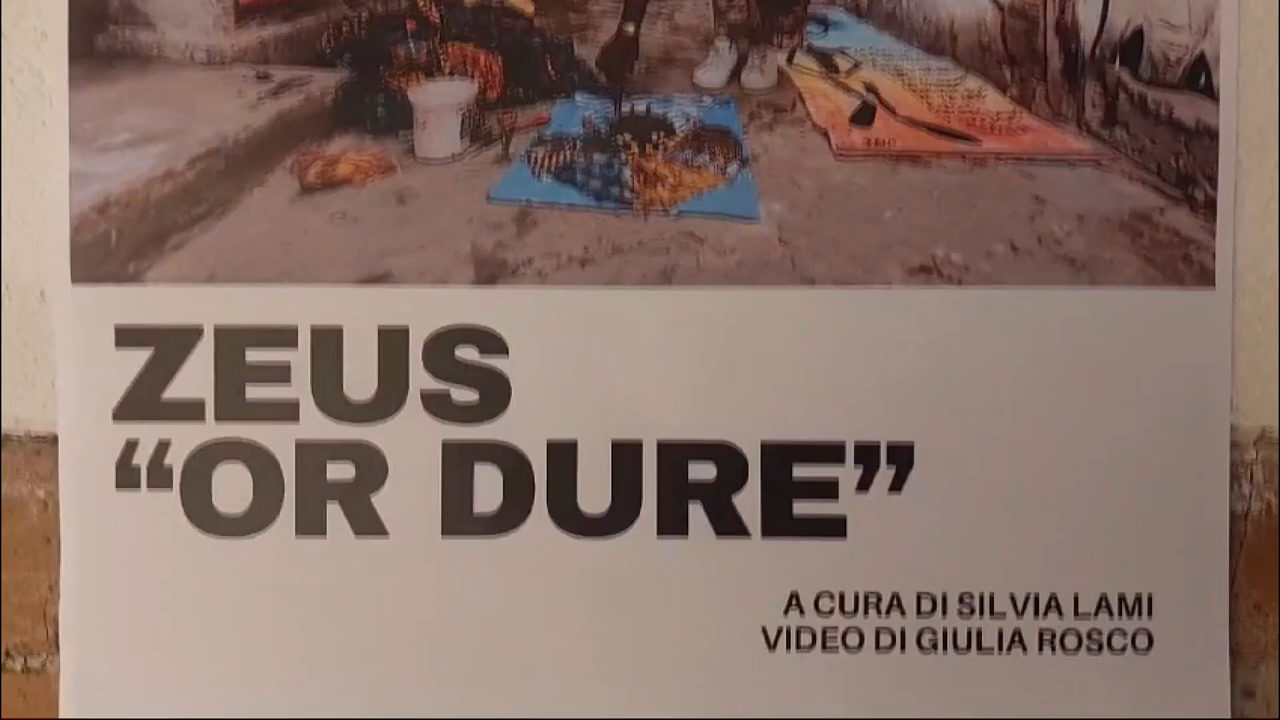 ZEUS
“OR DURE”
A CURA DI SILVIA LAMI
VIDEO DI GIULIA ROSCO